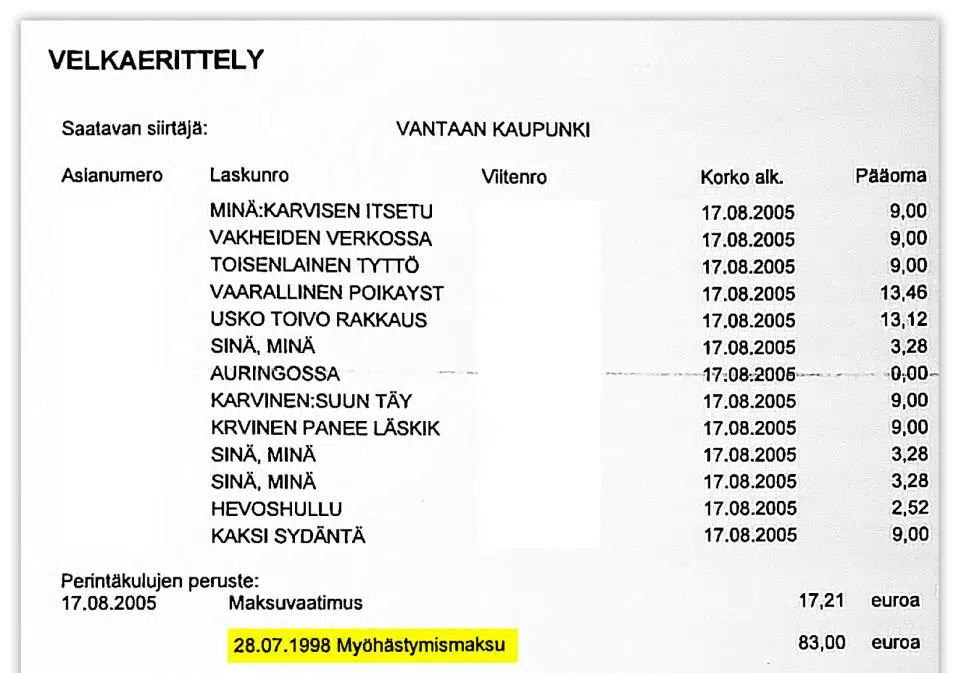 VELKAERITTELY
Saatavan siirtäjä: VANTAAN KAUPUNKI
Asianumero Laskunro Viitenro Korko alk. Pääoma
MINÄ:KARVISEN ITSETU 17.08.2005 9,00
VAKHEIDEN VERKOSSA 17.08.2005 9,00
TOISENLAINEN TYTTÖ 17.08.2005 9,00
VAARALLINEN POIKAYST 17.08.2005 13,46
USKO TOIVO RAKKAUS 17.08.2005 13,12
SINÄ, MINÄ 17.08.2005 3,28
AURINGOSSA 17.08.2005 0,00
KARVINEN:SUUN TÄY 17.08.2005 9,00
KRVINEN PANEE LÄSKIK 17.08.2005 9,00
SINÄ, MINÄ 17.08.2005 3,28
SINÄ, MINÄ 17.08.2005 3,28
HEVOSHULLU 17.08.2005 2,52
KAKSI SYDÄNTÄ 17.08.2005 9,00
Perintäkulujen peruste:
17.08.2005 Maksuvaatimus 17,21 euroa
28.07.1998 Myöhästymismaksu 83,00 euroa